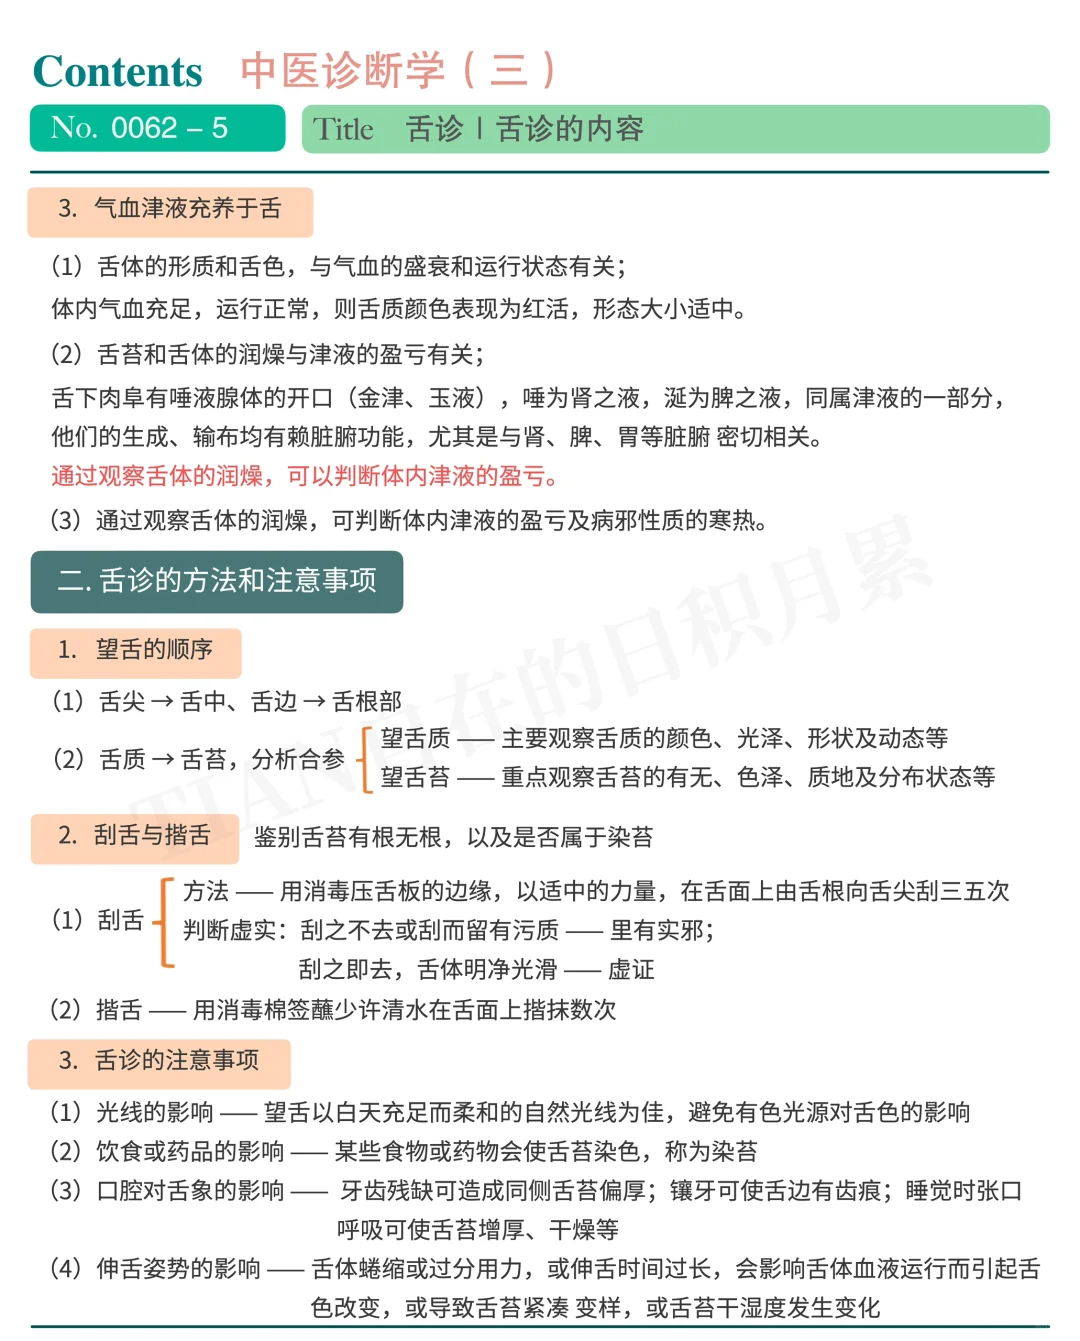 Contents 中医诊断学（三）
No. 0062 – 5 Title 舌诊 | 舌诊的内容
3. 气血津液充养于舌
（1）舌体的形质和舌色，与气血的盛衰和运行状态有关；
体内气血充足，运行正常，则舌质颜色表现为红活，形态大小适中。
（2）舌苔和舌体的润燥与津液的盈亏有关；
舌下肉阜有唾液腺体的开口（金津、玉液），唾为肾之液，涎为脾之液，同属津液的一部分，
他们的生成、输布均有赖脏腑功能，尤其是与肾、脾、胃等脏腑 密切相关。
通过观察舌体的润燥，可以判断体内津液的盈亏。
（3）通过观察舌体的润燥，可判断体内津液的盈亏及病邪性质的寒热。
二. 舌诊的方法和注意事项
1. 望舌的顺序
（1）舌尖 → 舌中、舌边 → 舌根部
（2）舌质 → 舌苔，分析合参
望舌质 —— 主要观察舌质的颜色、光泽、形状及动态等
望舌苔 —— 重点观察舌苔的有无、色泽、质地及分布状态等
2. 刮舌与揩舌 鉴别舌苔有根无根，以及是否属于染苔
（1）刮舌
方法 —— 用消毒压舌板的边缘，以适中的力量，在舌面上由舌根向舌尖刮三五次
判断虚实：刮之不去或刮而留有污质 —— 里有实邪；
刮之即去，舌体明净光滑 —— 虚证
（2）揩舌 —— 用消毒棉签蘸少许清水在舌面上揩抹数次
3. 舌诊的注意事项
（1）光线的影响 —— 望舌以白天充足而柔和的自然光线为佳，避免有色光源对舌色的影响
（2）饮食或药品的影响 —— 某些食物或药物会使舌苔染色，称为染苔
（3）口腔对舌象的影响 —— 牙齿残缺可造成同侧舌苔偏厚；镶牙可使舌边有齿痕；睡觉时张口
呼吸可使舌苔增厚、干燥等
（4）伸舌姿势的影响 —— 舌体蜷缩或过分用力，或伸舌时间过长，会影响舌体血液运行而引起舌
色改变，或导致舌苔紧凑 变样，或舌苔干湿度发生变化
TIAN自在的日积月累